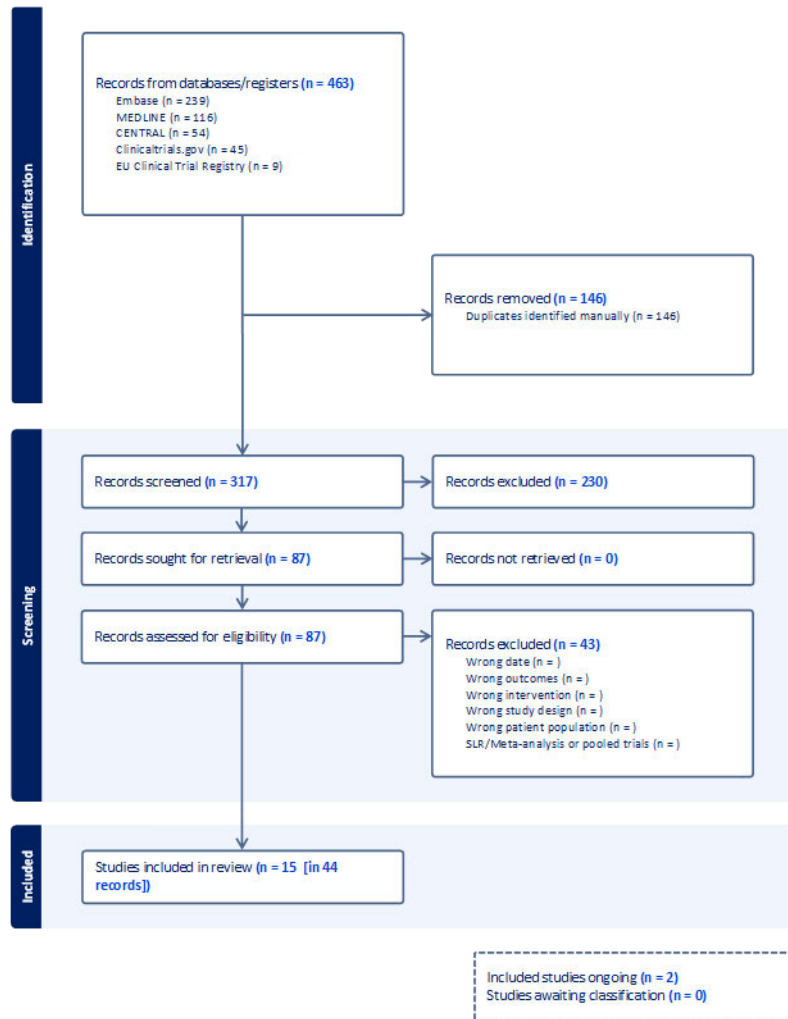 Identification
Records from databases/registers (n = 463)
Embase (n = 239)
MEDLINE (n = 116)
CENTRAL (n = 54)
Clinicaltrials.gov (n = 45)
EU Clinical Trial Registry (n = 9)
Records removed (n = 146)
Duplicates identified manually (n = 146)
Screening
Records screened (n = 317)
Records excluded (n = 230)
Records sought for retrieval (n = 87)
Records not retrieved (n = 0)
Records assessed for eligibility (n = 87)
Records excluded (n = 43)
Wrong date (n = )
Wrong outcomes (n = )
Wrong intervention (n = )
Wrong study design (n = )
Wrong patient population (n = )
SLR/Meta-analysis or pooled trials (n = )
Included
Studies included in review (n = 15 [in 44
records])
Included studies ongoing (n = 2)
Studies awaiting classification (n = 0)